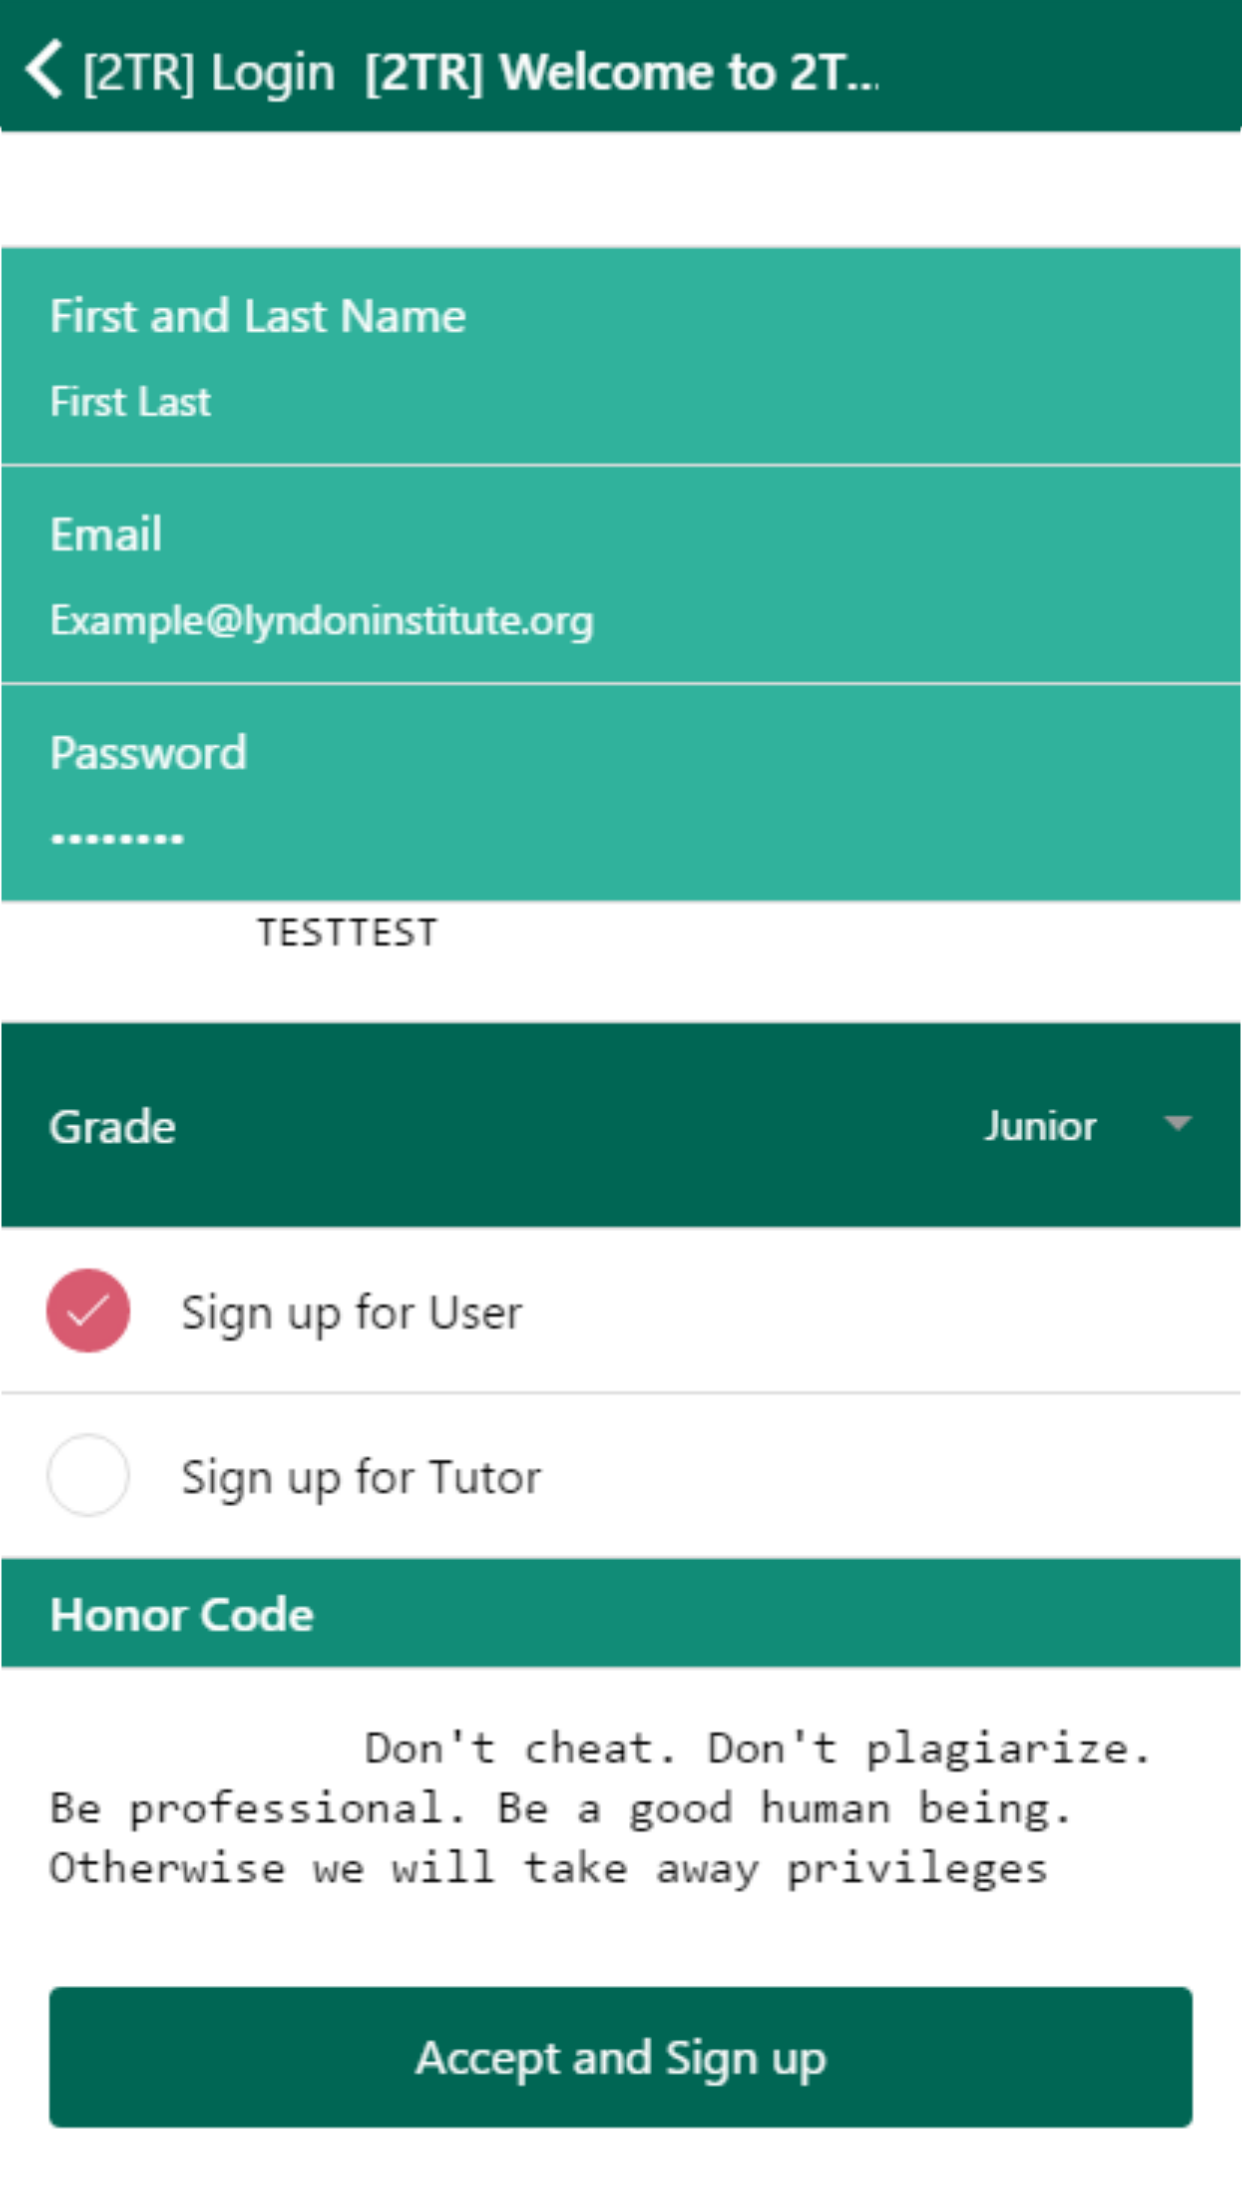 [2TR] Login [2TR] Welcome to 2T...
First and Last Name
First Last
Email
Example@lyndoninstitute.org
Password
••••••••
TESTTEST
Grade Junior
Sign up for User
Sign up for Tutor
Honor Code
Don't cheat. Don't plagiarize.
Be professional. Be a good human being.
Otherwise we will take away privileges
Accept and Sign up